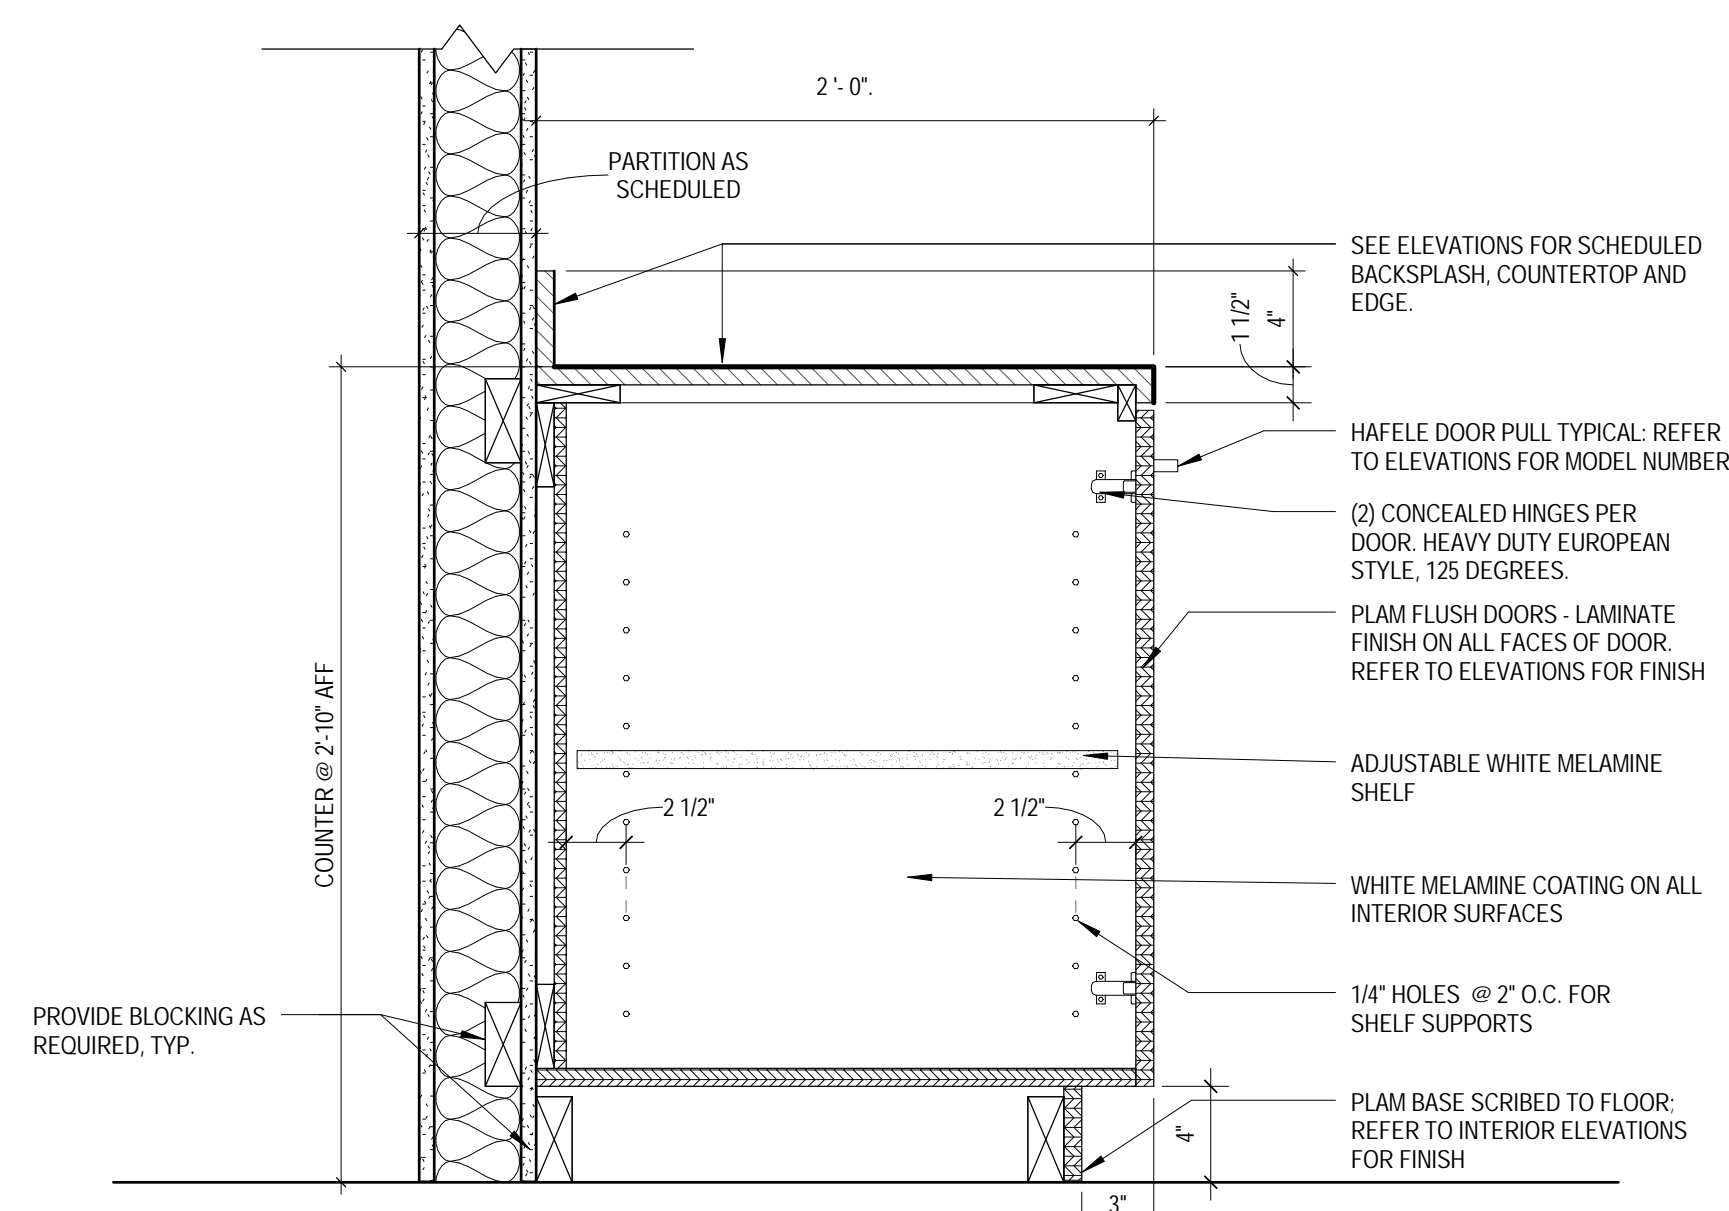 2 '- 0".
PARTITION AS
SCHEDULED
SEE ELEVATIONS FOR SCHEDULED
BACKSPLASH, COUNTERTOP AND
EDGE.
1 1/2"
4"
HAFELE DOOR PULL TYPICAL: REFER
TO ELEVATIONS FOR MODEL NUMBER
(2) CONCEALED HINGES PER
DOOR. HEAVY DUTY EUROPEAN
STYLE, 125 DEGREES.
PLAM FLUSH DOORS - LAMINATE
FINISH ON ALL FACES OF DOOR.
REFER TO ELEVATIONS FOR FINISH
COUNTER @ 2'-10" AFF
ADJUSTABLE WHITE MELAMINE
SHELF
2 1/2"
2 1/2"
WHITE MELAMINE COATING ON ALL
INTERIOR SURFACES
1/4" HOLES @ 2" O.C. FOR
SHELF SUPPORTS
PROVIDE BLOCKING AS
REQUIRED, TYP.
PLAM BASE SCRIBED TO FLOOR;
REFER TO INTERIOR ELEVATIONS
FOR FINISH
4"
3"